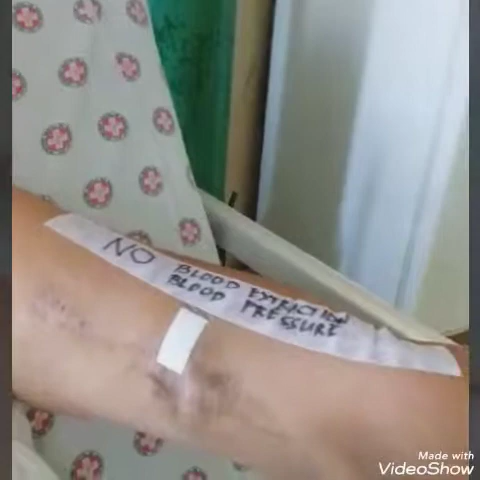 NO
BLOOD EXTRACTION
BLOOD PRESSURE
Made with
VideoShow